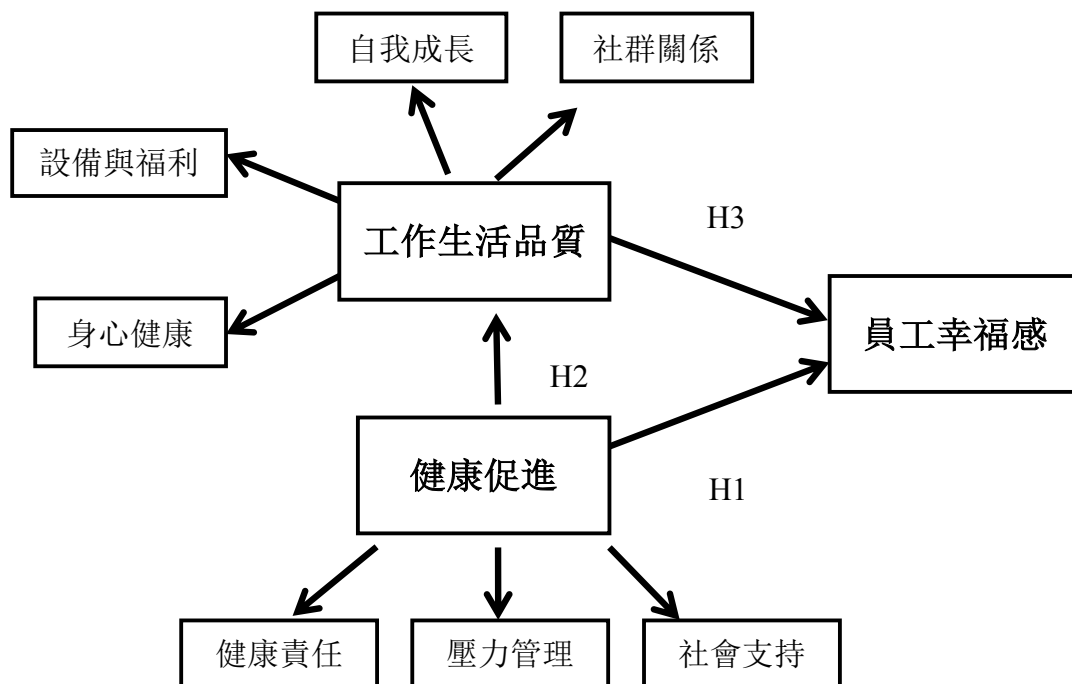 自我成長
社群關係
設備與福利
工作生活品質
H3
身心健康
員工幸福感
H2
健康促進
H1
健康責任
壓力管理
社會支持